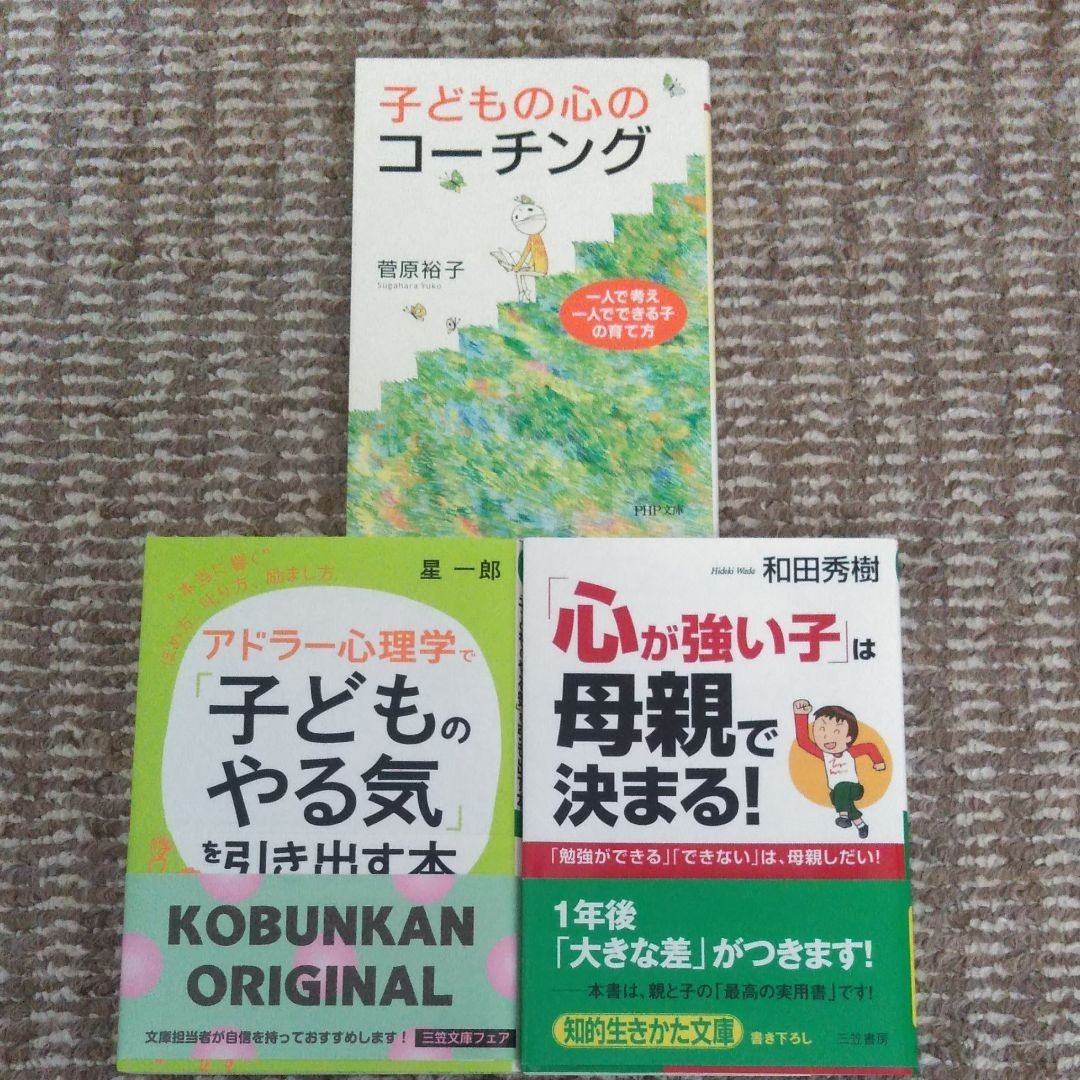 子どもの心の
コーチング
菅原裕子
Sugahara Yuko
一人で考え
一人でできる子
の育て方
PHP文庫
星 一郎
"本当に響く"
ほめ方、叱り方、励まし方
アドラー心理学で
「子どもの
やる気」
を引き出す本
KOBUNKAN
ORIGINAL
文庫担当者が自信を持っておすすめします!
三笠文庫フェア
Hideki Wada 和田秀樹
「心が強い子」は
母親で
決まる!
「勉強ができる」「できない」は、母親しだい!
1年後
「大きな差」がつきます!
──本書は、親と子の「最高の実用書」です!
知的生きかた文庫 書き下ろし 三笠書房